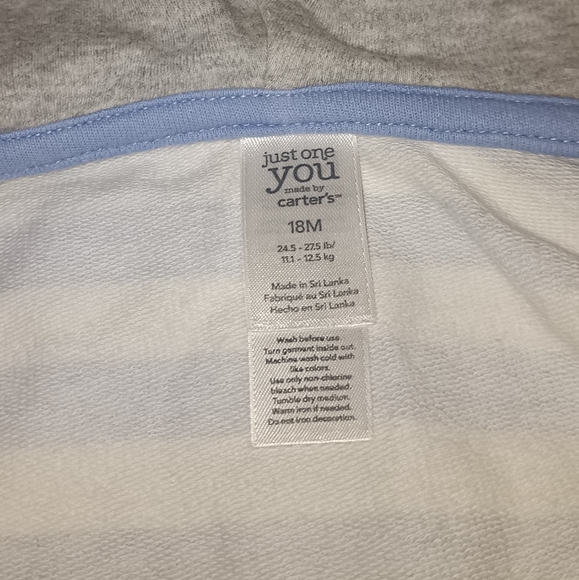 just one
you
made by
carter's™
18M
24.5 - 27.5 lb/
11.1 - 12.5 kg
Made in Sri Lanka
Fabriqué au Sri Lanka
Hecho en Sri Lanka
Wash before use.
Turn garment inside out.
Machine wash cold with
like colors.
Use only non-chlorine
bleach when needed.
Tumble dry medium.
Warm iron if needed.
Do not iron decoration.